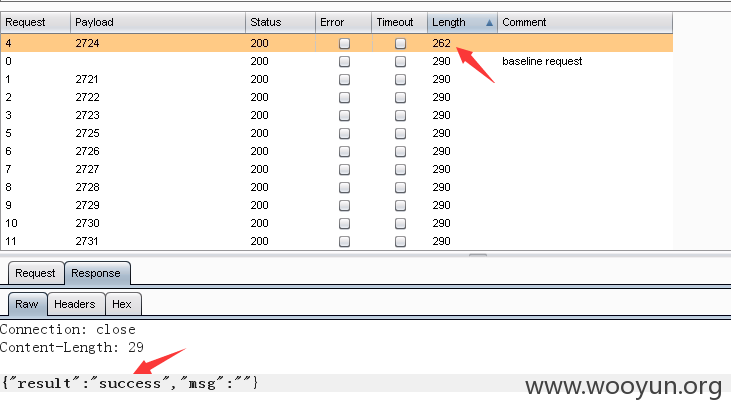 Request Payload Status Error Timeout Length Comment
4 2724 200 262
0 200 290 baseline request
1 2721 200 290
2 2722 200 290
3 2723 200 290
5 2725 200 290
6 2726 200 290
7 2727 200 290
8 2728 200 290
9 2729 200 290
10 2730 200 290
11 2731 200 290
Request Response
Raw Headers Hex
Connection: close
Content-Length: 29
{"result":"success","msg":""}
www.wooyun.org